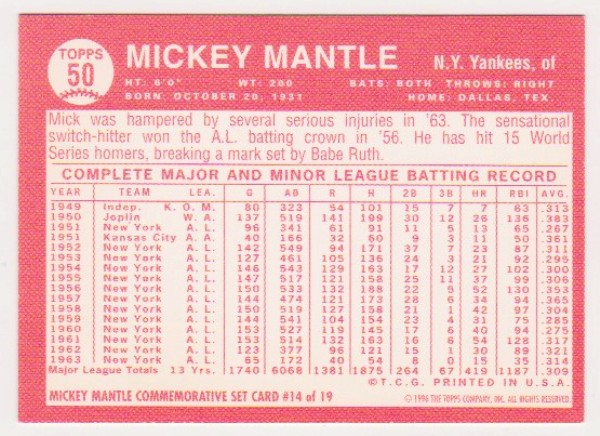 TOPPS
50
MICKEY MANTLE
N.Y. Yankees, of
HT: 6'0" WT: 200 BATS: BOTH THROWS: RIGHT
BORN: OCTOBER 20, 1931 HOME: DALLAS, TEX.
Mick was hampered by several serious injuries in '63. The sensational
switch-hitter won the A.L. batting crown in '56. He has hit 15 World
Series homers, breaking a mark set by Babe Ruth.
COMPLETE MAJOR AND MINOR LEAGUE BATTING RECORD
YEAR TEAM LEA. G AB R H 2B 3B HR RBI AVG.
1949 Indep. K. O. M. 89 323 54 101 15 7 7 63 .313
1950 Joplin W. A. 137 519 141 199 30 12 26 136 .383
1951 New York A. L. 96 341 61 91 11 5 13 65 .267
1951 Kansas City A. A. 40 166 32 60 9 3 11 50 .361
1952 New York A. L. 142 549 94 171 37 7 23 87 .311
1953 New York A. L. 127 461 105 136 24 3 21 92 .295
1954 New York A. L. 146 543 129 163 17 12 27 102 .300
1955 New York A. L. 147 517 121 158 25 11 37 99 .306
1956 New York A. L. 150 533 132 188 22 5 52 130 .353
1957 New York A. L. 144 474 121 173 28 6 34 94 .365
1958 New York A. L. 150 519 127 158 21 1 42 97 .304
1959 New York A. L. 144 541 104 154 23 4 31 75 .285
1960 New York A. L. 153 527 119 145 17 6 40 94 .275
1961 New York A. L. 153 514 132 163 16 6 54 128 .317
1962 New York A. L. 123 377 96 121 15 1 30 89 .321
1963 New York A. L. 65 172 40 54 8 0 15 35 .314
Major League Totals 13 Yrs. 1740 6068 1381 1875 264 67 419 1187 .309
©T.C.G. PRINTED IN U.S.A.
MICKEY MANTLE COMMEMORATIVE SET CARD #14 of 19
© 1996 THE TOPPS COMPANY, INC. ALL RIGHTS RESERVED.